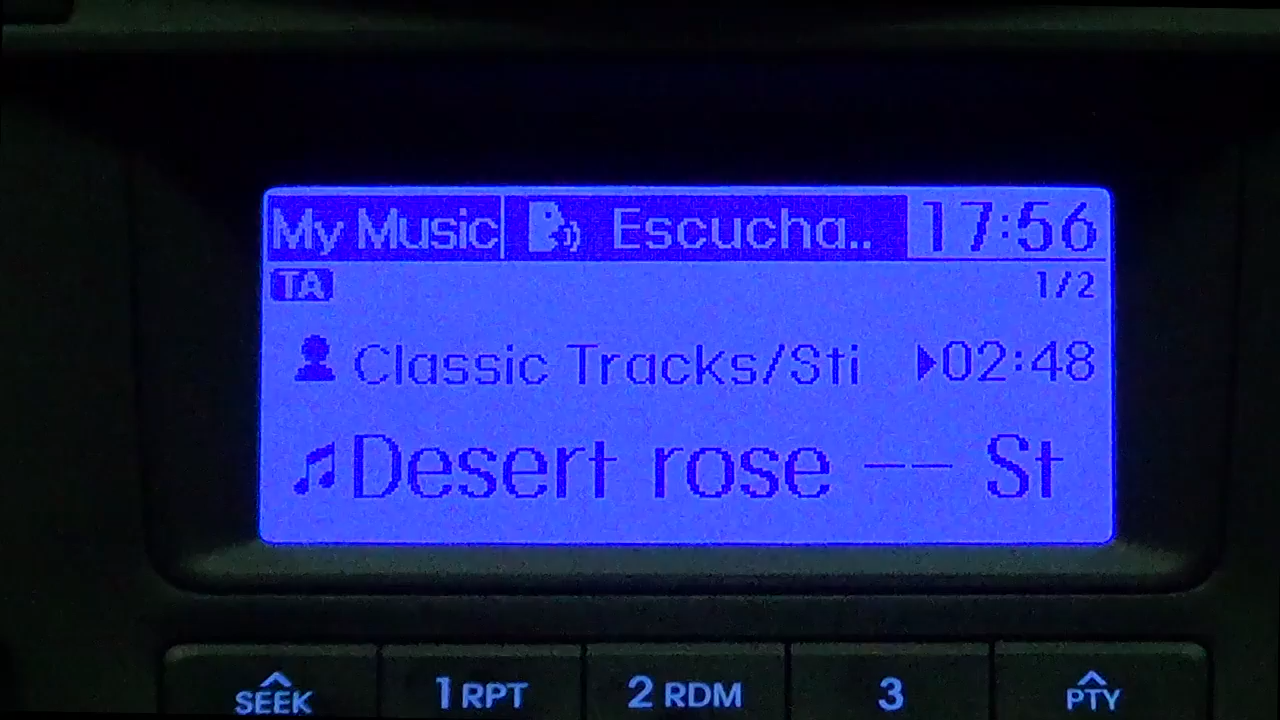 My Music Escucha.. 17:56
TA 1/2
Classic Tracks/Sti 02:48
Desert rose -- St
SEEK 1 RPT 2 RDM 3 PTY